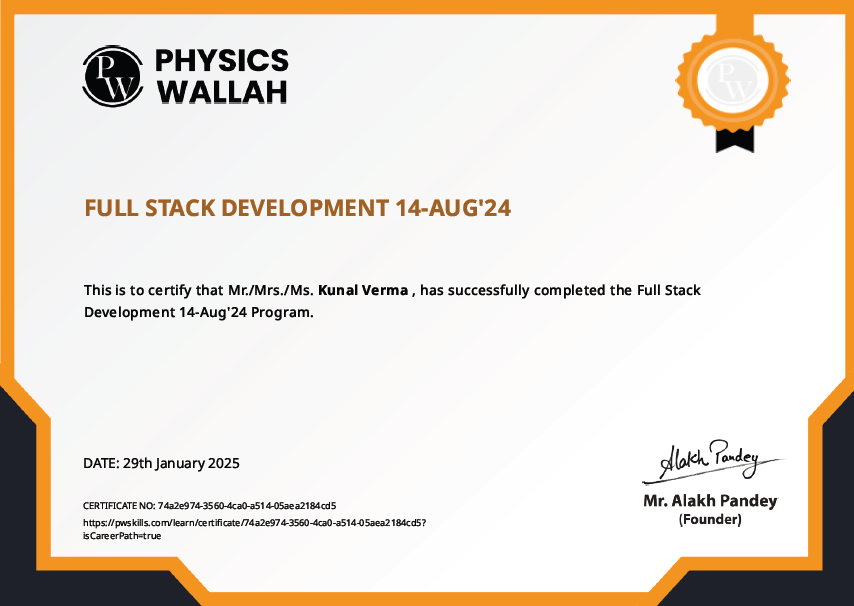 PW
PHYSICS
WALLAH
PW
FULL STACK DEVELOPMENT 14-AUG'24
This is to certify that Mr./Mrs./Ms. Kunal Verma , has successfully completed the Full Stack
Development 14-Aug'24 Program.
DATE: 29th January 2025
Alakh Pandey
CERTIFICATE NO: 74a2e974-3560-4ca0-a514-05aea2184cd5
https://pwskills.com/learn/certificate/74a2e974-3560-4ca0-a514-05aea2184cd5?
isCareerPath=true
Mr. Alakh Pandey
(Founder)